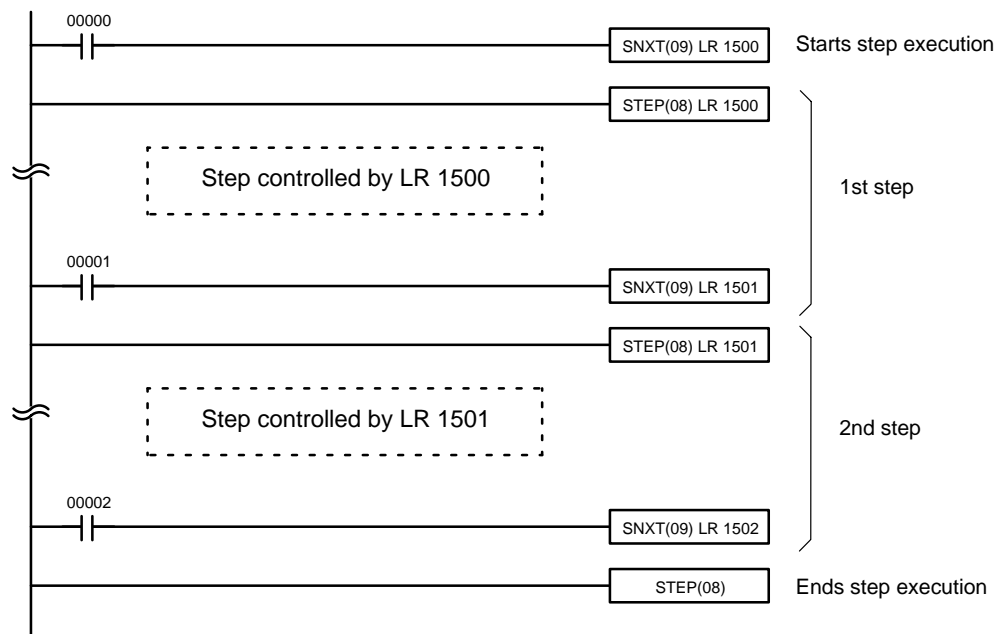 00000
SNXT(09) LR 1500
Starts step execution
STEP(08) LR 1500
Step controlled by LR 1500
1st step
00001
SNXT(09) LR 1501
STEP(08) LR 1501
Step controlled by LR 1501
2nd step
00002
SNXT(09) LR 1502
STEP(08)
Ends step execution